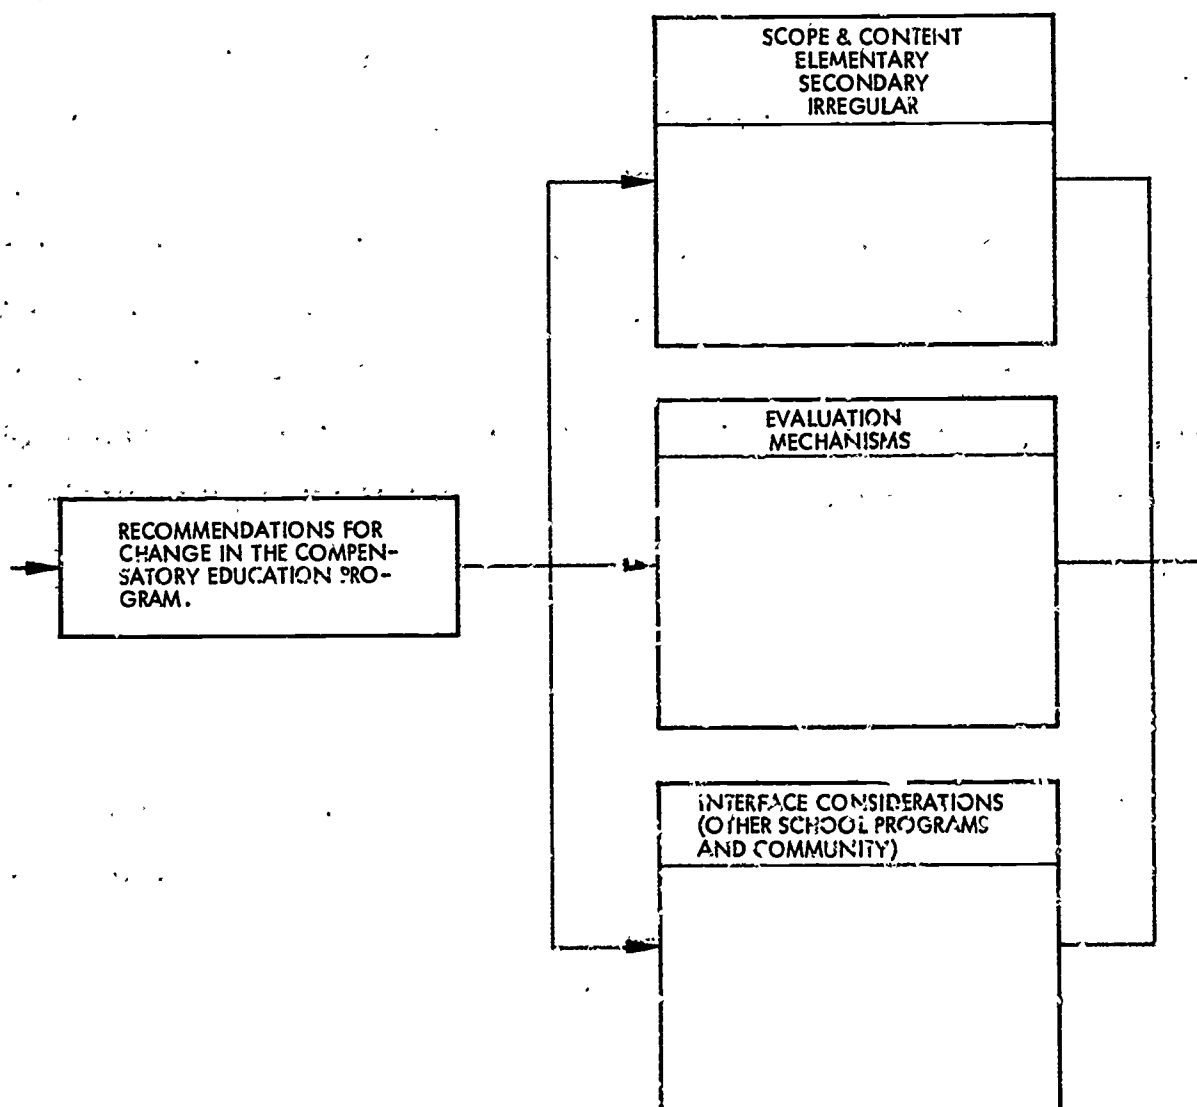 SCOPE & CONTENT
ELEMENTARY
SECONDARY
IRREGULAR
EVALUATION
MECHANISMS
RECOMMENDATIONS FOR
CHANGE IN THE COMPEN-
SATORY EDUCATION PRO-
GRAM.
INTERFACE CONSIDERATIONS
(OTHER SCHOOL PROGRAMS
AND COMMUNITY)